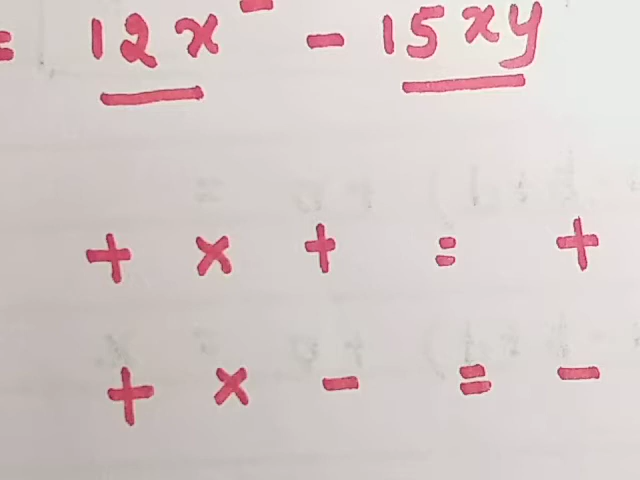 = 12x² - 15xy
+ × + = +
+ × - = -